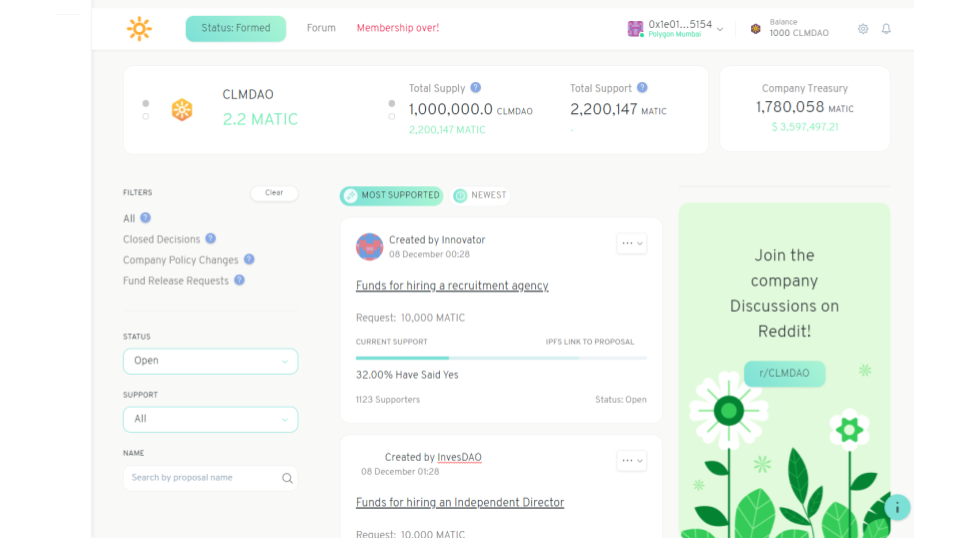 Status: Formed
Forum
Membership over!
0x1e01...5154
Polygon Mumbai
Balance
1000 CLMDAO
CLMDAO
2.2 MATIC
Total Supply ?
1,000,000.0 CLMDAO
2,200,147 MATIC
Total Support ?
2,200,147 MATIC
-
Company Treasury
1,780,058 MATIC
$ 3,597,497.21
FILTERS
Clear
All ?
Closed Decisions ?
Company Policy Changes ?
Fund Release Requests ?
STATUS
Open
SUPPORT
All
NAME
Search by proposal name
MOST SUPPORTED
NEWEST
Created by Innovator
08 December 00:28
...
Funds for hiring a recruitment agency
Request: 10,000 MATIC
CURRENT SUPPORT
IPFS LINK TO PROPOSAL
32.00% Have Said Yes
1123 Supporters
Status: Open
Created by InvesDAO
08 December 01:28
...
Funds for hiring an Independent Director
Request: 10,000 MATIC
Join the
company
Discussions on
Reddit!
r/CLMDAO
i